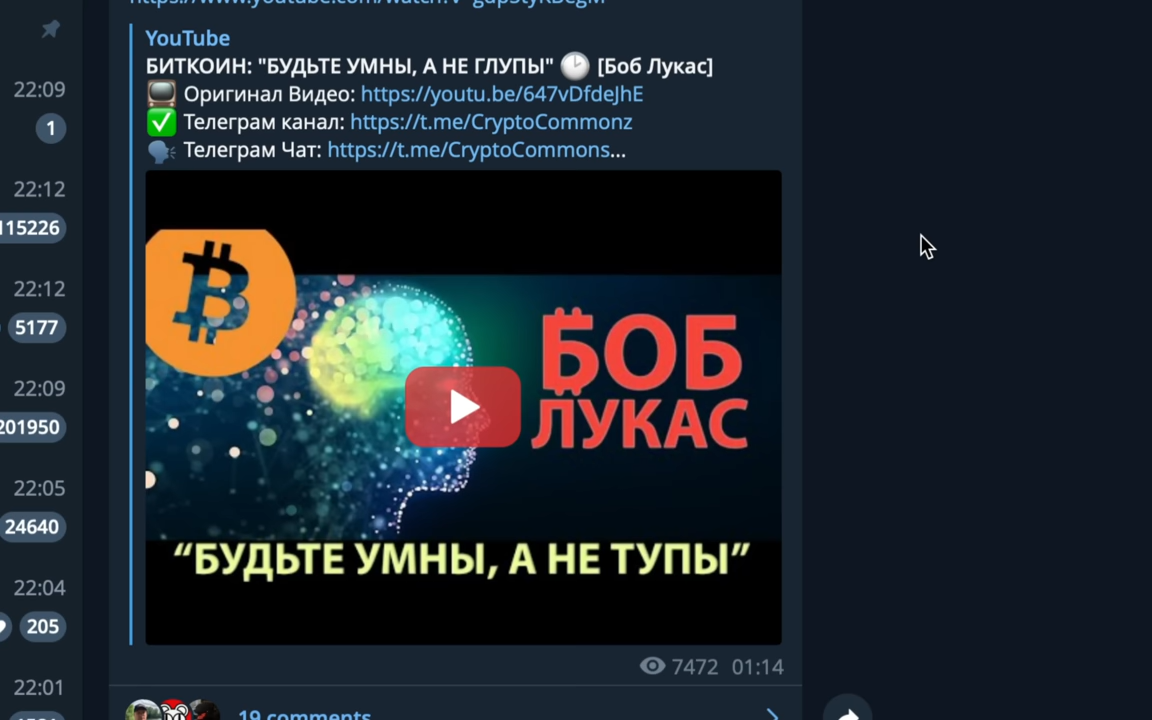 YouTube
БИТКОИН: "БУДЬТЕ УМНЫ, А НЕ ГЛУПЫ" 🕑 [Боб Лукас]
Оригинал Видео: https://youtu.be/647vDfdeJhE
Телеграм канал: https://t.me/CryptoCommonz
Телеграм Чат: https://t.me/CryptoCommons...
БОБ
ЛУКАС
“БУДЬТЕ УМНЫ, А НЕ ТУПЫ”
7472 01:14
19 comments
22:09
1
22:12
115226
22:12
5177
22:09
201950
22:05
24640
22:04
205
22:01